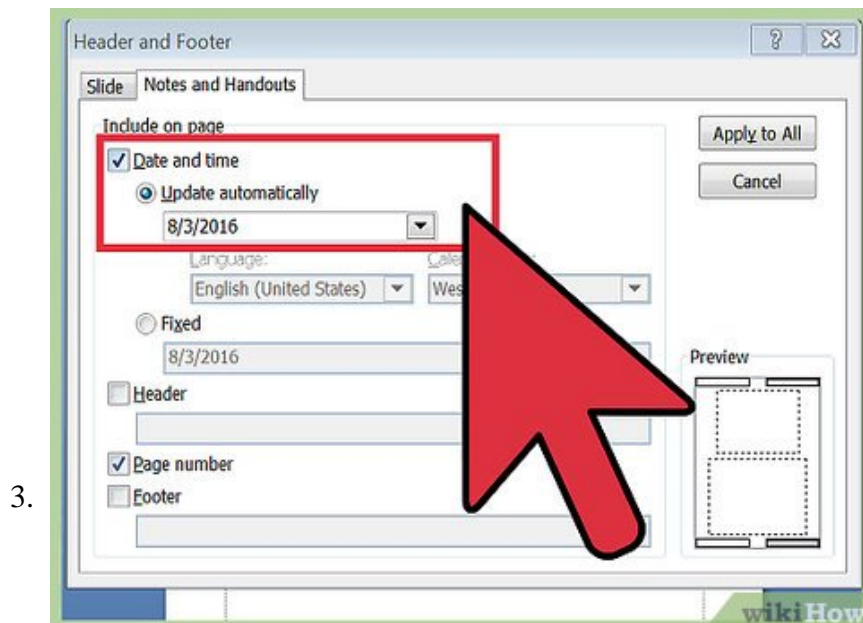 Header and Footer
Slide Notes and Handouts
Include on page
Date and time
Update automatically
8/3/2016
Language:
English (United States)
Fixed
8/3/2016
Header
Page number
Footer
Apply to All
Cancel
Preview
3.
wikiHow